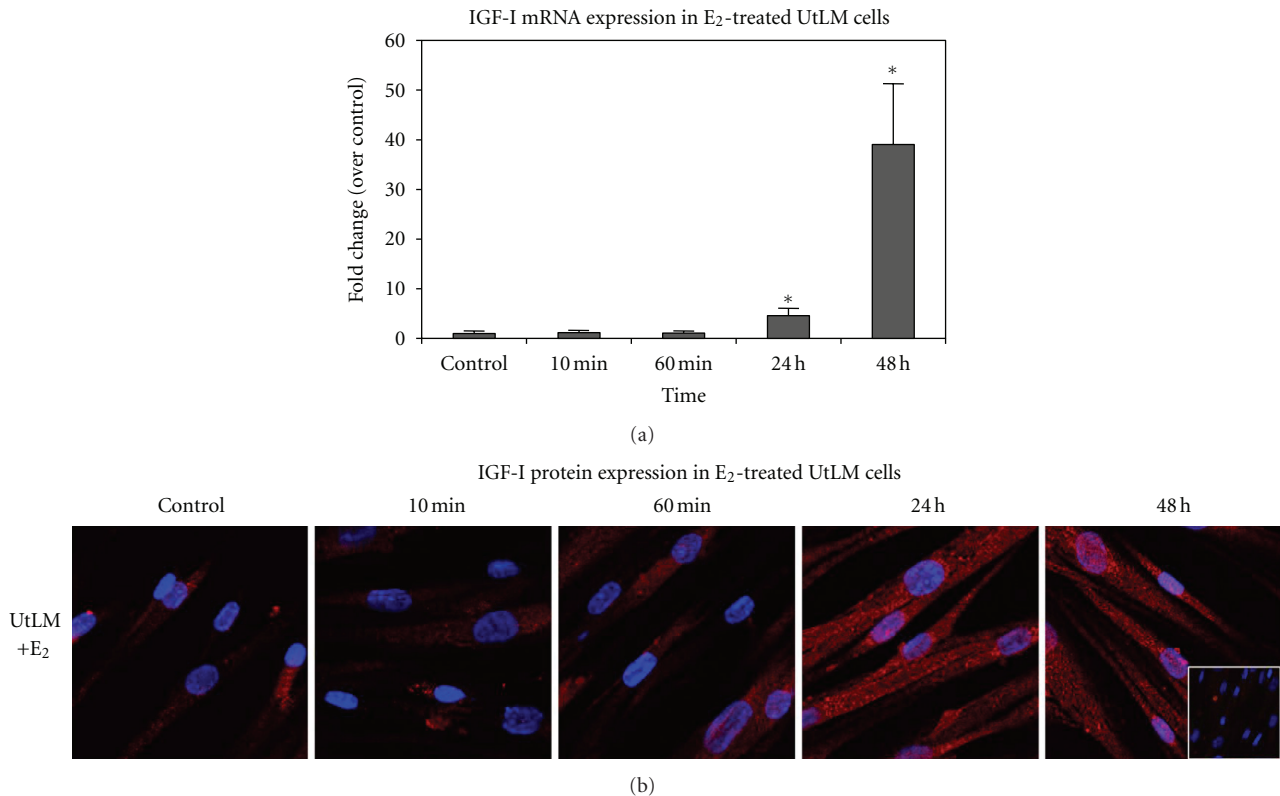 IGF-I mRNA expression in E₂-treated UtLM cells
60
50
40
30
20
10
0
Fold change (over control)
*
*
Control 10 min 60 min 24 h 48 h
Time
(a)
IGF-I protein expression in E₂-treated UtLM cells
Control 10 min 60 min 24 h 48 h
UtLM
+E₂
(b)